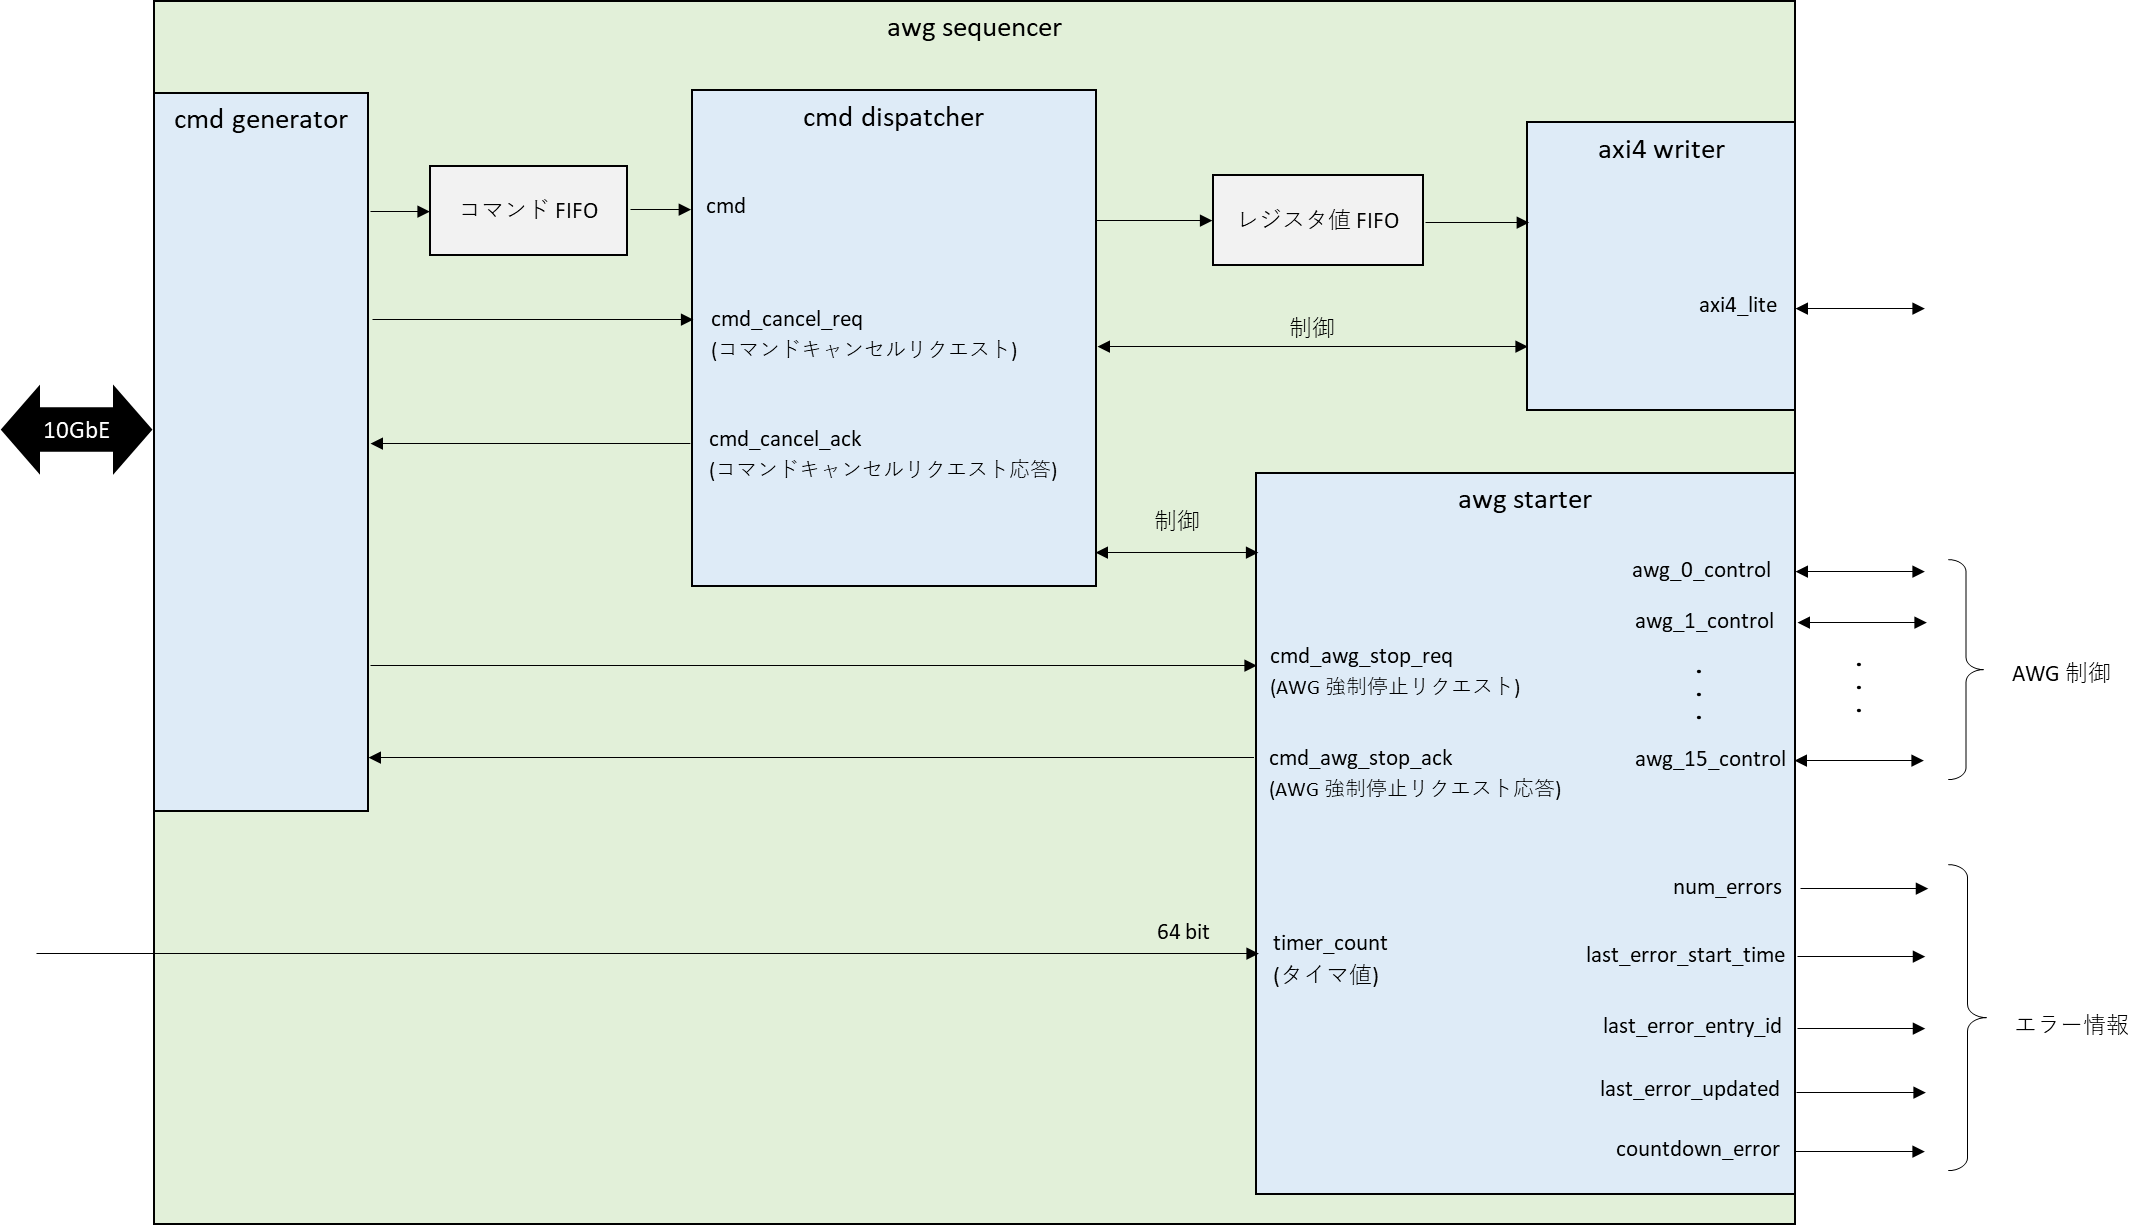 awg sequencer
cmd generator
cmd dispatcher
axi4 writer
コマンド FIFO
cmd
レジスタ値 FIFO
cmd_cancel_req
(コマンドキャンセルリクエスト)
制御
axi4_lite
10GbE
cmd_cancel_ack
(コマンドキャンセルリクエスト応答)
制御
awg starter
awg_0_control
awg_1_control
cmd_awg_stop_req
(AWG 強制停止リクエスト)
AWG 制御
cmd_awg_stop_ack
(AWG 強制停止リクエスト応答)
awg_15_control
num_errors
64 bit
timer_count
(タイマ値)
last_error_start_time
last_error_entry_id
エラー情報
last_error_updated
countdown_error